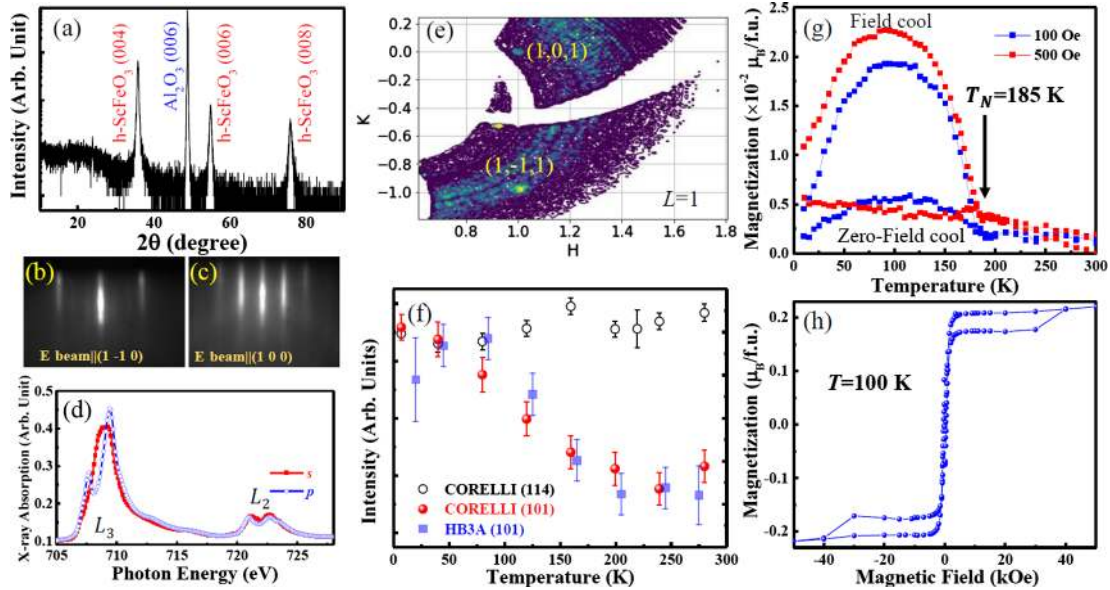 (a)
Intensity (Arb. Unit)
h-ScFeO3 (004)
Al2O3 (006)
h-ScFeO3 (006)
h-ScFeO3 (008)
20 40 60 80
2θ (degree)
(b)
E beam||(1 -1 0)
(c)
E beam||(1 0 0)
(d)
X-ray Absorption (Arb. Unit)
0.5
0.4
0.3
0.2
0.1
L3
L2
s
p
705 710 715 720 725
Photon Energy (eV)
(e)
K
0.2
0.0
−0.2
−0.4
−0.6
−0.8
−1.0
(1,0,1)
(1,-1,1)
L=1
0.8 1.0 1.2 1.4 1.6 1.8
H
(f)
Intensity (Arb. Units)
CORELLI (114)
CORELLI (101)
HB3A (101)
0 50 100 150 200 250 300
Temperature (K)
(g)
Magnetization (×10-2 μB/f.u.)
2.5
2.0
1.5
1.0
0.5
0.0
Field cool
100 Oe
500 Oe
TN=185 K
Zero-Field cool
0 50 100 150 200 250 300
Temperature (K)
(h)
Magnetization (μB/f.u.)
0.2
0.1
0.0
-0.1
-0.2
T=100 K
-40 -20 0 20 40
Magnetic Field (kOe)